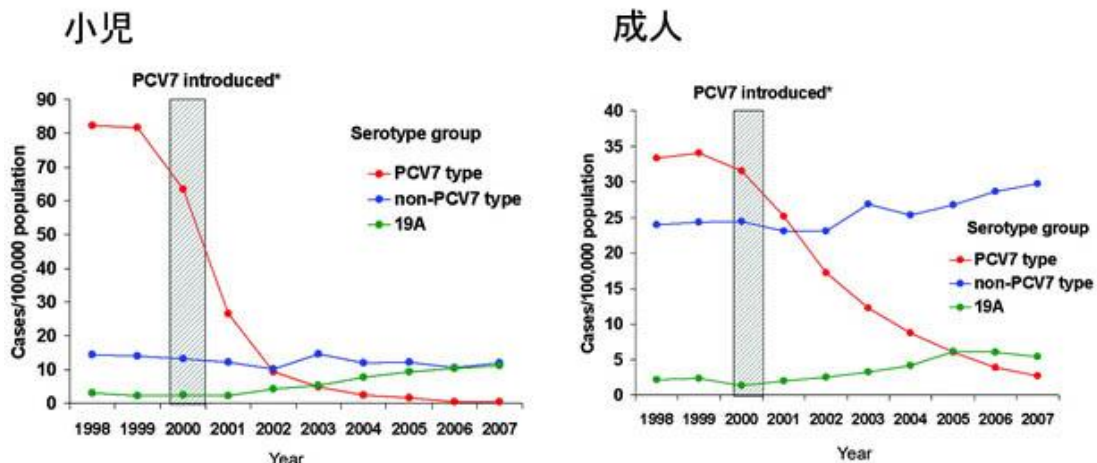 小児
PCV7 introduced*
90
80
70
60
50
40
30
20
10
0
Cases/100,000 population
Serotype group
PCV7 type
non-PCV7 type
19A
1998 1999 2000 2001 2002 2003 2004 2005 2006 2007
Year
成人
PCV7 introduced*
40
35
30
25
20
15
10
5
0
Cases/100,000 population
Serotype group
PCV7 type
non-PCV7 type
19A
1998 1999 2000 2001 2002 2003 2004 2005 2006 2007
Year